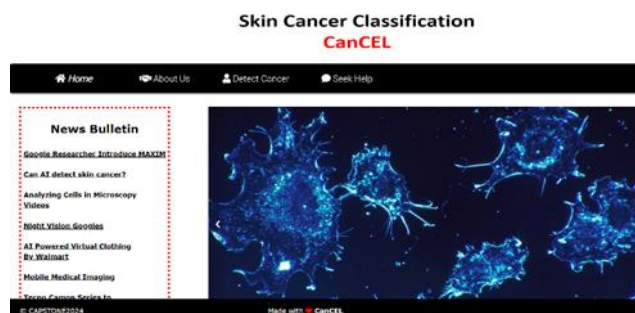 Skin Cancer Classification
CanCEL
Home About Us Detect Cancer Seek Help
News Bulletin
Google Researcher Introduce MAXIM
Can AI detect skin cancer?
Analyzing Cells in Microscopy
Videos
Night Vision Goggles
AI Powered Virtual Clothing
By Walmart
Mobile Medical Imaging
Tecno Camon Series to
© CAPSTONE2024 Made with ❤ CanCEL